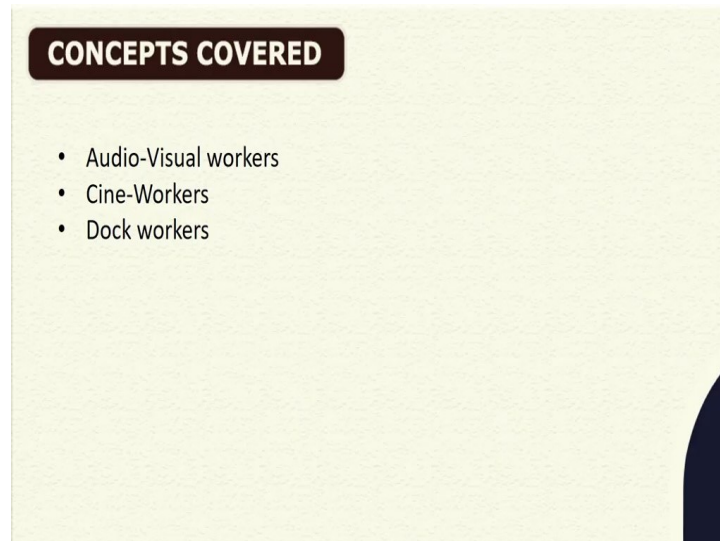 CONCEPTS COVERED
• Audio-Visual workers
• Cine-Workers
• Dock workers